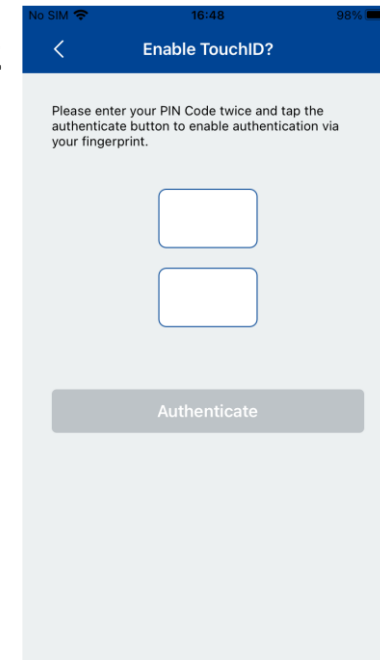 No SIM 16:48 98%
Enable TouchID?
Please enter your PIN Code twice and tap the
authenticate button to enable authentication via
your fingerprint.
Authenticate